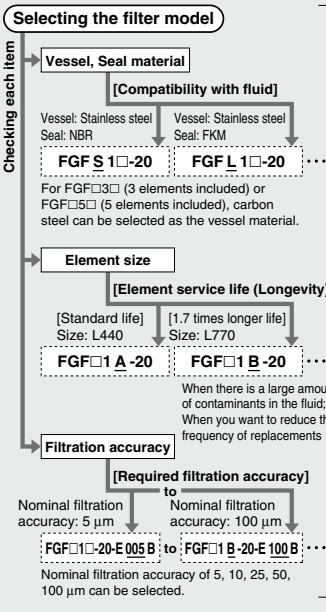 Selecting the filter model
Checking each item
Vessel, Seal material
[Compatibility with fluid]
Vessel: Stainless steel
Seal: NBR
Vessel: Stainless steel
Seal: FKM
FGF S 1□-20
FGF L 1□-20 ···
For FGF□3□ (3 elements included) or
FGF□5□ (5 elements included), carbon
steel can be selected as the vessel material.
Element size
[Element service life (Longevity)
[Standard life]
Size: L440
[1.7 times longer life]
Size: L770
FGF□1 A -20
FGF□1 B -20 ···
When there is a large amou
of contaminants in the fluid;
When you want to reduce th
frequency of replacements
Filtration accuracy
[Required filtration accuracy]
to
Nominal filtration
accuracy: 5 µm
Nominal filtration
accuracy: 100 µm
FGF□1□-20-E 005 B to FGF□1 B -20-E 100 B ···
Nominal filtration accuracy of 5, 10, 25, 50,
100 µm can be selected.